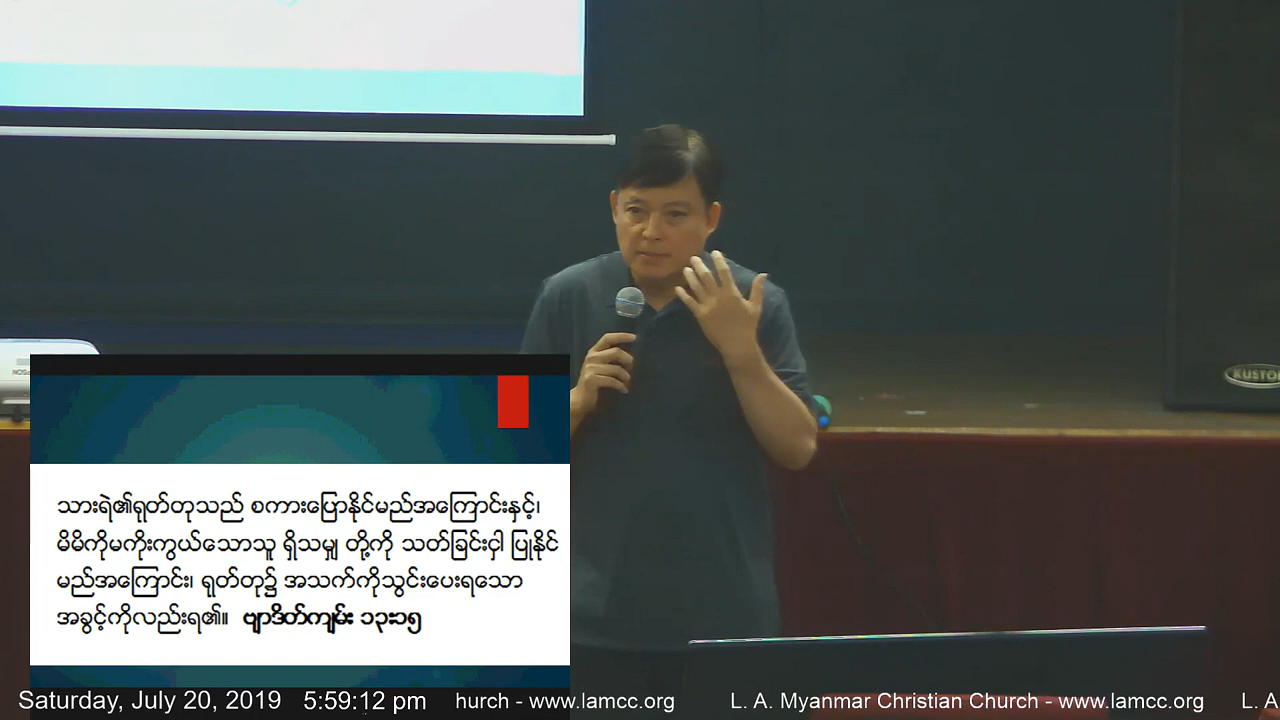 သားရဲ၏ရုတ်တုသည် စကားပြောနိုင်မည်အကြောင်းနှင့်၊
မိမိကိုမကိုးကွယ်သောသူ ရှိသမျှ တို့ကို သတ်ခြင်းငှါ ပြုနိုင်
မည်အကြောင်း၊ ရုတ်တု၌ အသက်ကိုသွင်းပေးရသော
အခွင့်ကိုလည်းရ၏။ ဗျာဒိတ်ကျမ်း ၁၃း၁၅
KUSTO
Saturday, July 20, 2019 5:59:12 pm hurch - www.lamcc.org L. A. Myanmar Christian Church - www.lamcc.org L. A